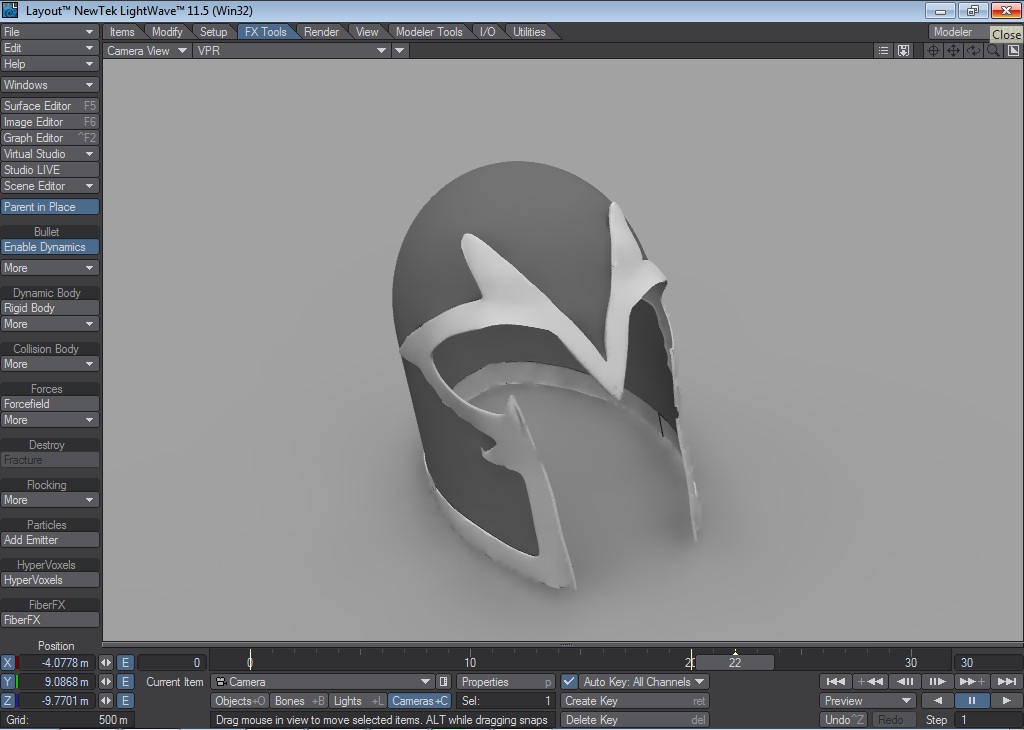 Layout™ NewTek LightWave™ 11.5 (Win32)
File
Items Modify Setup FX Tools Render View Modeler Tools I/O Utilities Modeler Close
Edit
Camera View VPR
Help
Windows
Surface Editor F5
Image Editor F6
Graph Editor ^F2
Virtual Studio
Studio LIVE
Scene Editor
Parent in Place
Bullet
Enable Dynamics
More
Dynamic Body
Rigid Body
More
Collision Body
More
Forces
Forcefield
More
Destroy
Fracture
Flocking
More
Particles
Add Emitter
HyperVoxels
HyperVoxels
FiberFX
FiberFX
Position
X -4.0778 m E 0 0 10 20 22 30 30
Y 9.0868 m E Current Item Camera Properties p Auto Key: All Channels
Z -9.7701 m E Objects+O Bones +B Lights +L Cameras+C Sel: 1 Create Key ret Preview
Grid: 500 m Drag mouse in view to move selected items. ALT while dragging snaps Delete Key del Undo^Z Redo Step 1